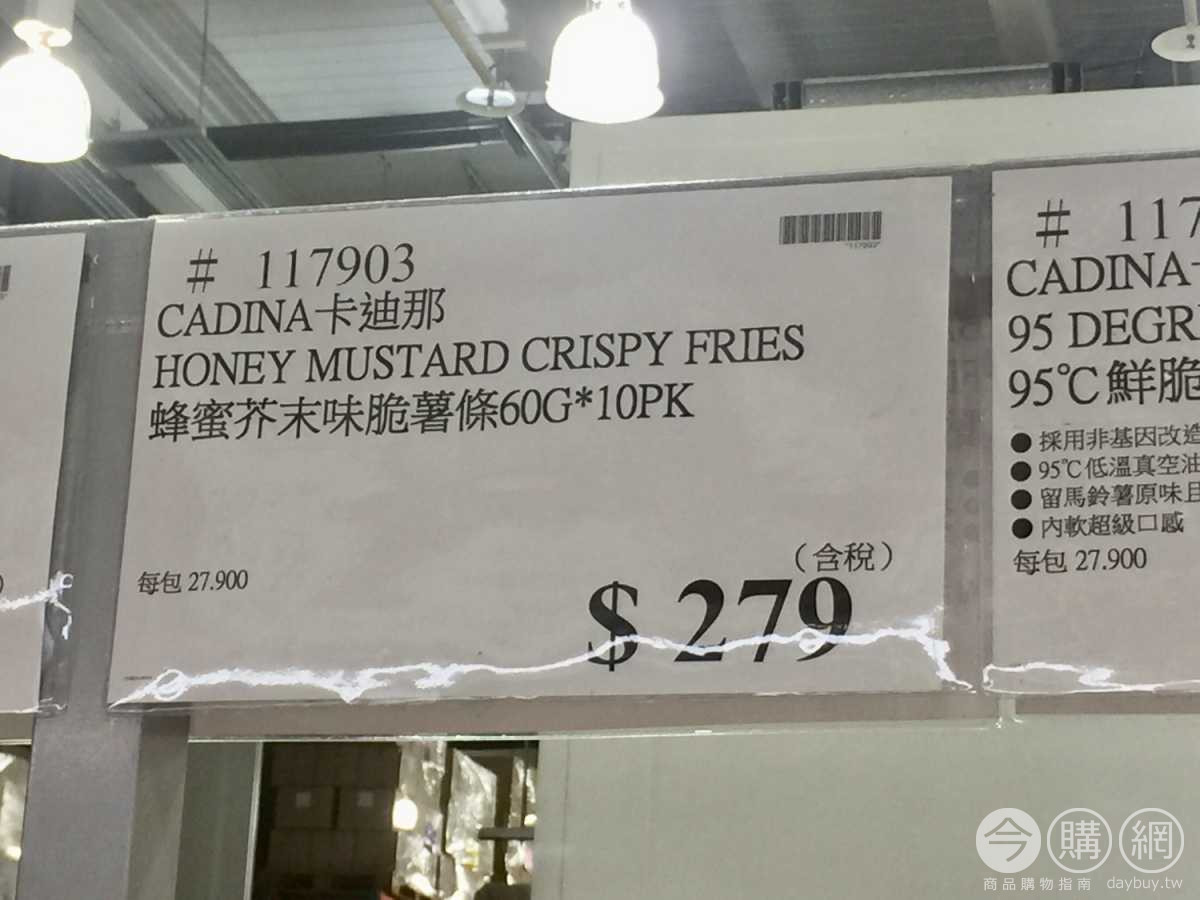 # 117903
"117903"
CADINA卡迪那
HONEY MUSTARD CRISPY FRIES
蜂蜜芥末味脆薯條60G*10PK
每包 27.900
(含稅)
$ 279
# 117
CADINA
95 DEGR
95℃鮮脆
● 採用非基因改造
● 95℃低溫真空油
● 留馬鈴薯原味且
● 內軟超級口感
每包 27.900
今購網
商品購物指南 daybuy.tw